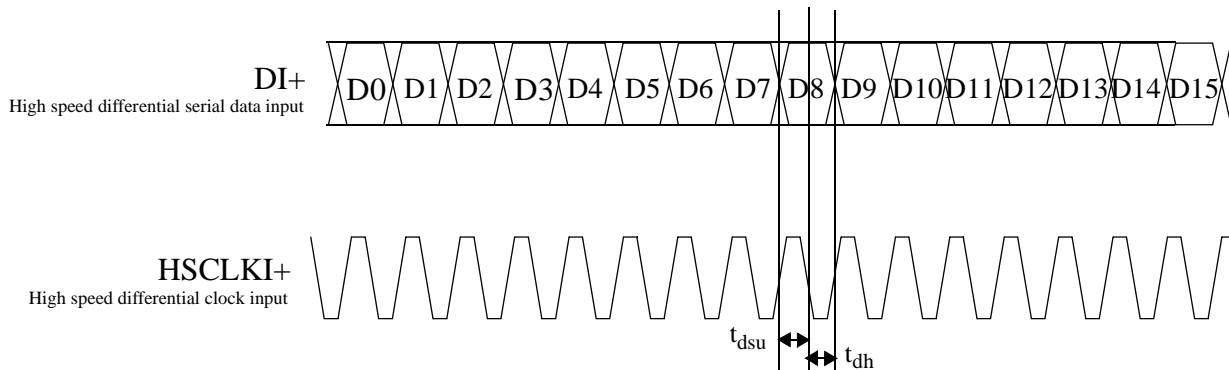 DI+
High speed differential serial data input
D0 D1 D2 D3 D4 D5 D6 D7 D8 D9 D10 D11 D12 D13 D14 D15
HSCLKI+
High speed differential clock input
tdsu
tdh